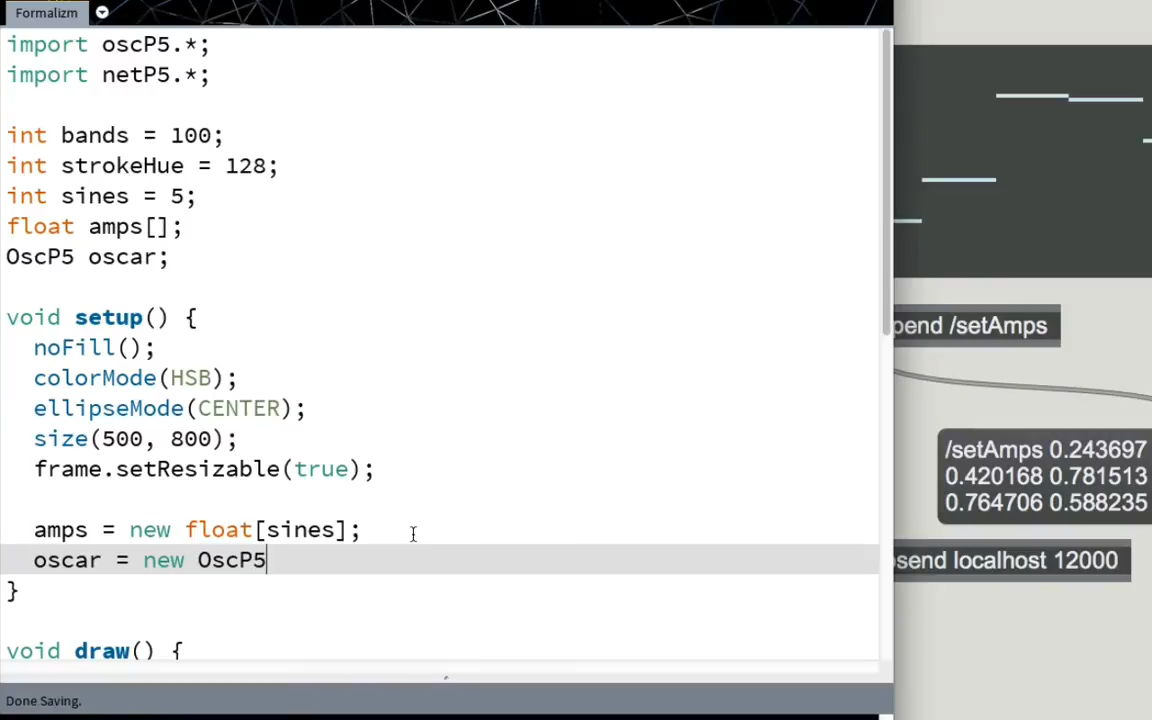 Formalizm
import oscP5.*;
import netP5.*;
int bands = 100;
int strokeHue = 128;
int sines = 5;
float amps[];
OscP5 oscar;
void setup() {
noFill();
colorMode(HSB);
ellipseMode(CENTER);
size(500, 800);
frame.setResizable(true);
amps = new float[sines];
oscar = new OscP5
}
void draw() {
Done Saving.
pend /setAmps
/setAmps 0.243697
0.420168 0.781513
0.764706 0.588235
send localhost 12000